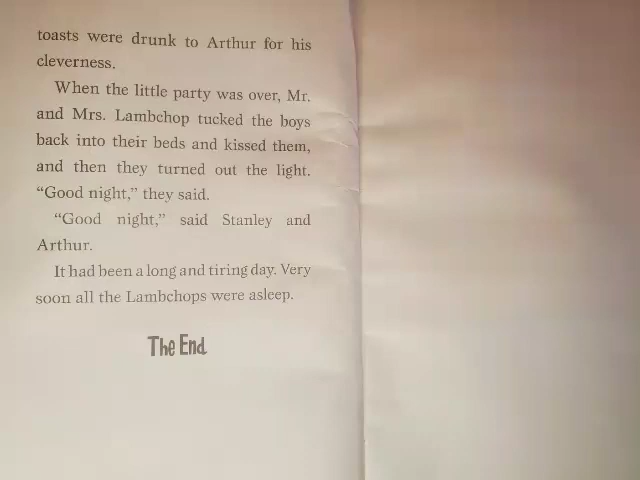 toasts were drunk to Arthur for his
cleverness.
When the little party was over, Mr.
and Mrs. Lambchop tucked the boys
back into their beds and kissed them,
and then they turned out the light.
“Good night,” they said.
“Good night,” said Stanley and
Arthur.
It had been a long and tiring day. Very
soon all the Lambchops were asleep.
The End